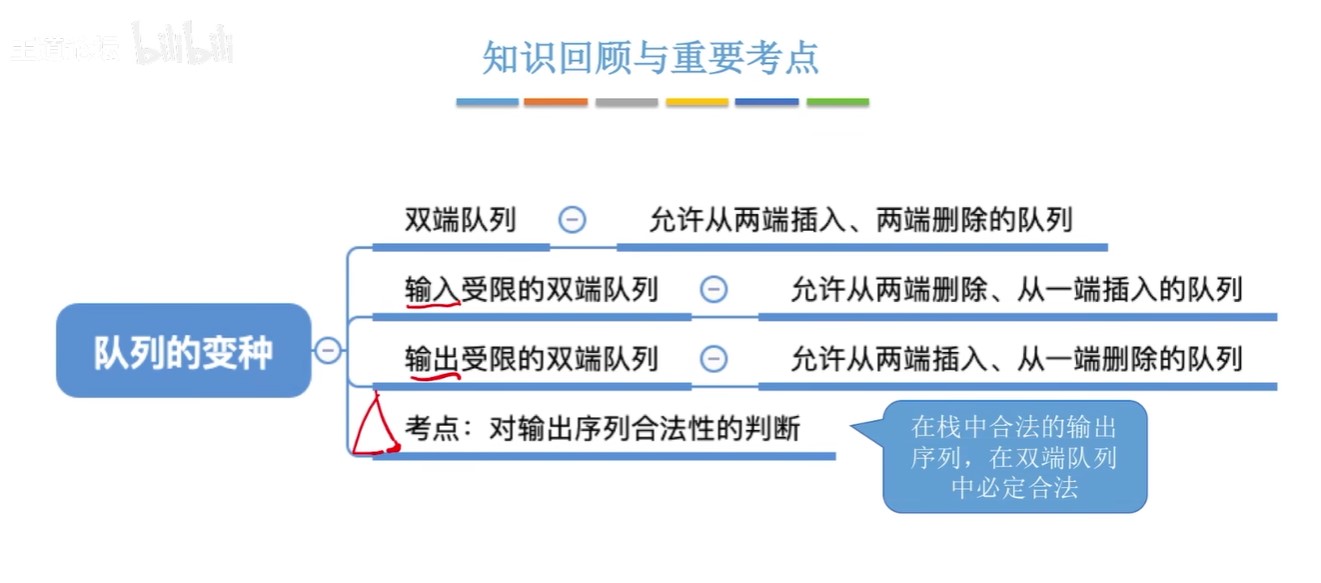 王道论坛 bilibili
知识回顾与重要考点
双端队列
允许从两端插入、两端删除的队列
输入受限的双端队列
允许从两端删除、从一端插入的队列
队列的变种
输出受限的双端队列
允许从两端插入、从一端删除的队列
考点：对输出序列合法性的判断
在栈中合法的输出
序列，在双端队列
中必定合法